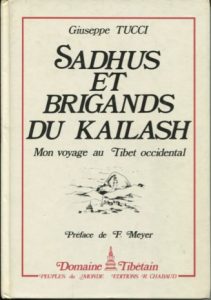 Giuseppe TUCCI
SADHUS
ET
BRIGANDS
DU KAILASH
Mon voyage au Tibet occidental
Préface de F. Meyer
Domaine Tibétain
PEUPLES du MONDE EDITIONS R. CHABAUD